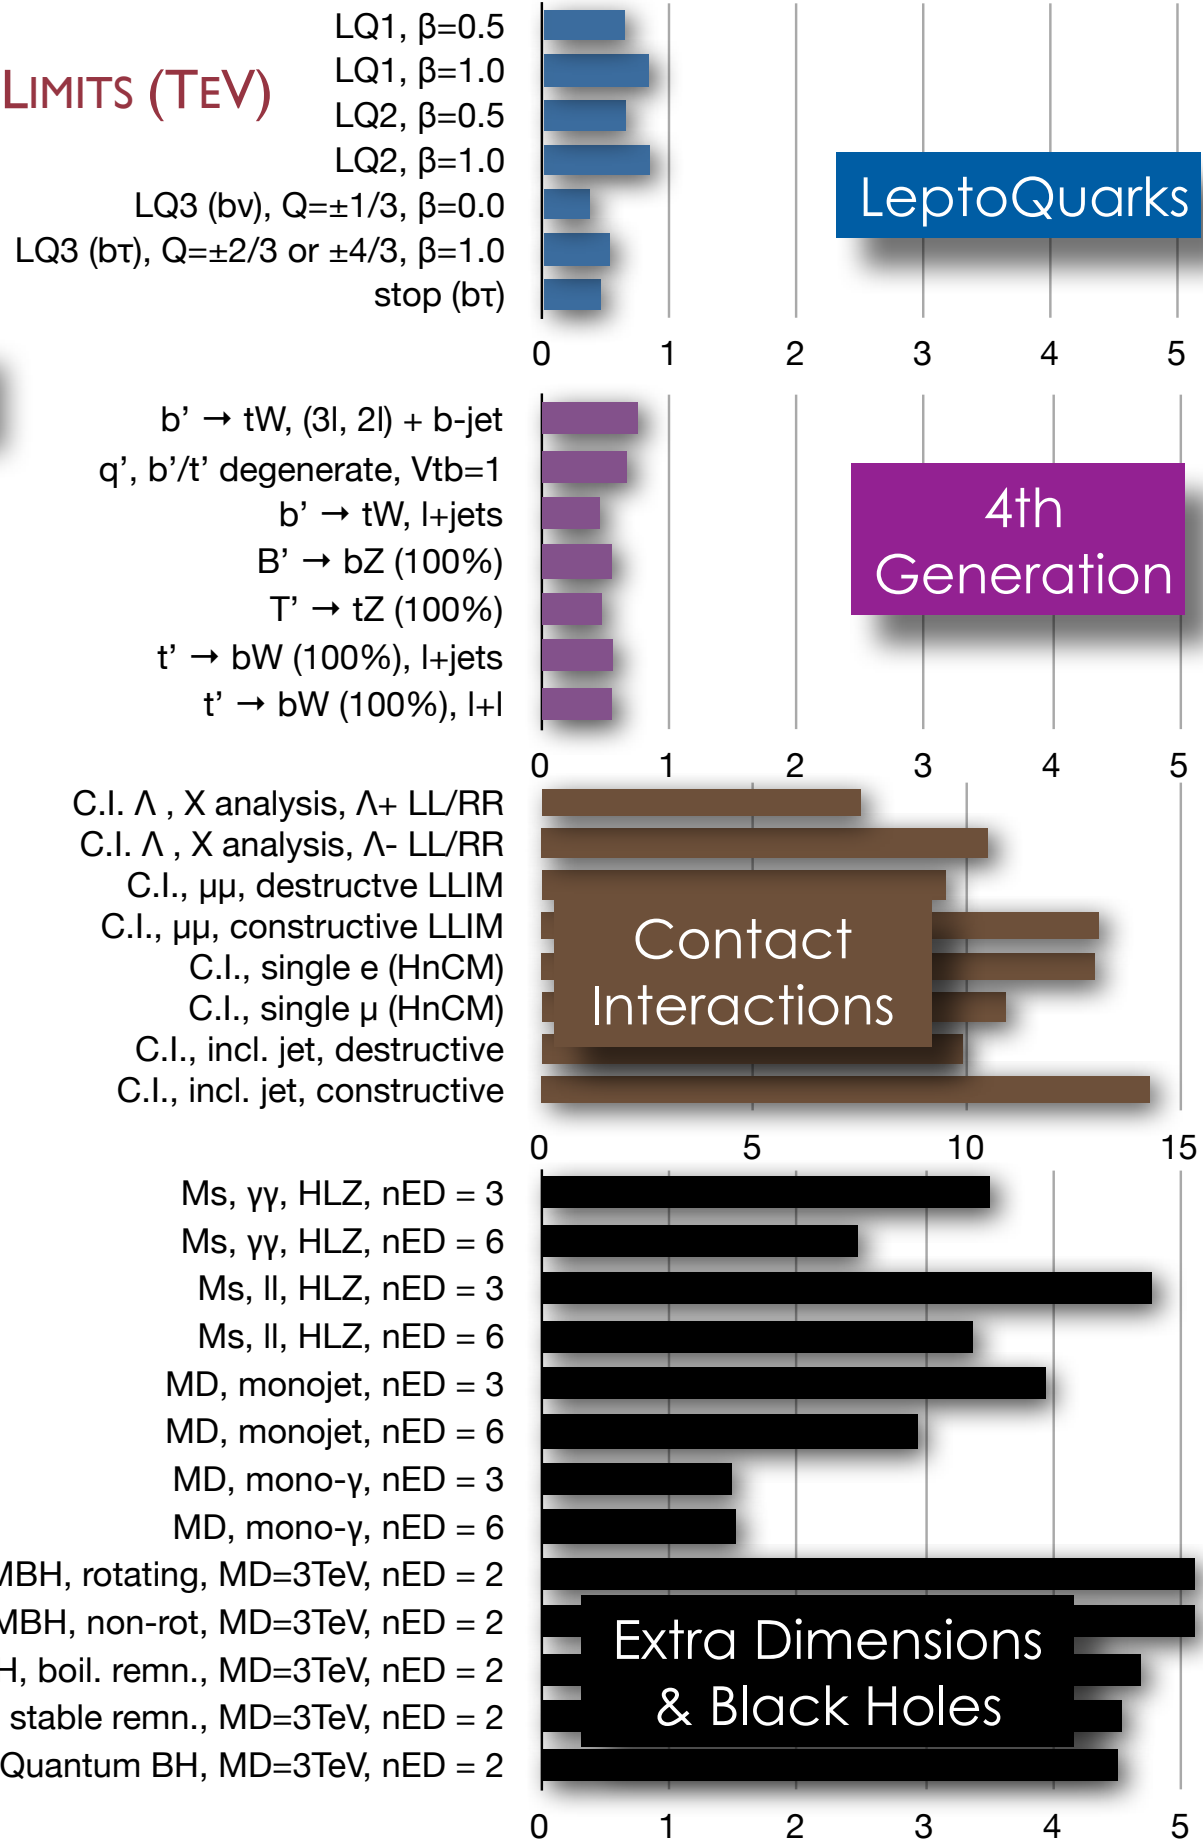 LIMITS (TEV)
LQ1, β=0.5
LQ1, β=1.0
LQ2, β=0.5
LQ2, β=1.0
LQ3 (bν), Q=±1/3, β=0.0
LQ3 (bτ), Q=±2/3 or ±4/3, β=1.0
stop (bτ)
LeptoQuarks
0 1 2 3 4 5
b’ → tW, (3l, 2l) + b-jet
q’, b’/t’ degenerate, Vtb=1
b’ → tW, l+jets
B’ → bZ (100%)
T’ → tZ (100%)
t’ → bW (100%), l+jets
t’ → bW (100%), l+l
4th
Generation
0 1 2 3 4 5
C.I. Λ , X analysis, Λ+ LL/RR
C.I. Λ , X analysis, Λ- LL/RR
C.I., μμ, destructve LLIM
C.I., μμ, constructive LLIM
C.I., single e (HnCM)
C.I., single μ (HnCM)
C.I., incl. jet, destructive
C.I., incl. jet, constructive
Contact
Interactions
0 5 10 15
Ms, γγ, HLZ, nED = 3
Ms, γγ, HLZ, nED = 6
Ms, ll, HLZ, nED = 3
Ms, ll, HLZ, nED = 6
MD, monojet, nED = 3
MD, monojet, nED = 6
MD, mono-γ, nED = 3
MD, mono-γ, nED = 6
MBH, rotating, MD=3TeV, nED = 2
MBH, non-rot, MD=3TeV, nED = 2
H, boil. remn., MD=3TeV, nED = 2
stable remn., MD=3TeV, nED = 2
Quantum BH, MD=3TeV, nED = 2
Extra Dimensions
& Black Holes
0 1 2 3 4 5